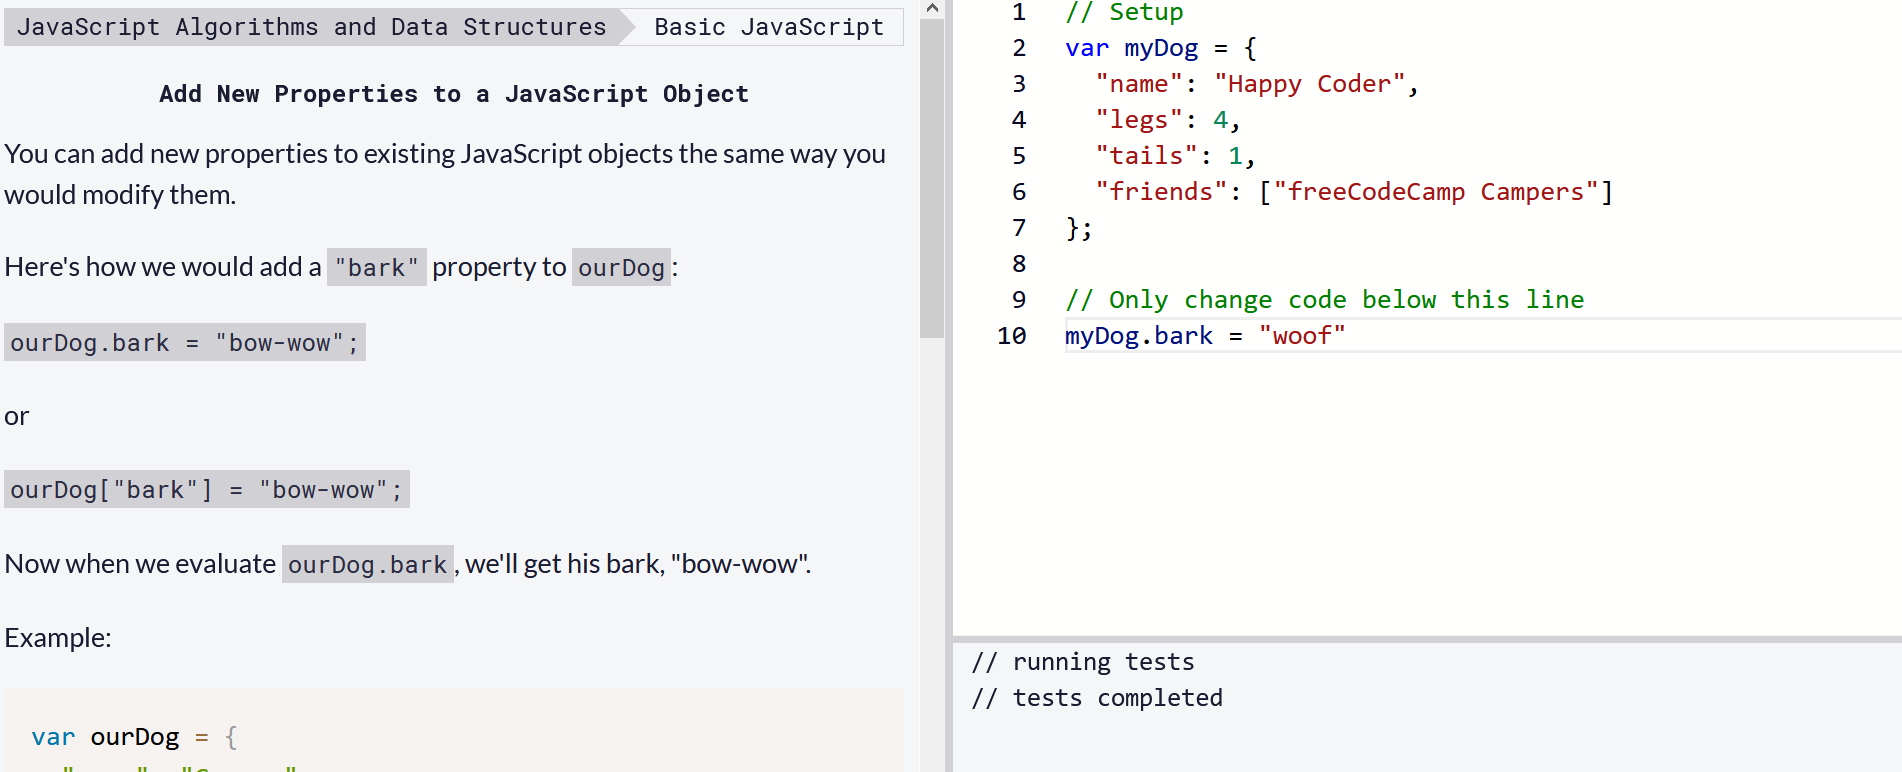 JavaScript Algorithms and Data Structures
Basic JavaScript
Add New Properties to a JavaScript Object
You can add new properties to existing JavaScript objects the same way you
would modify them.
Here's how we would add a "bark" property to ourDog:
ourDog.bark = "bow-wow";
or
ourDog["bark"] = "bow-wow";
Now when we evaluate ourDog.bark, we'll get his bark, "bow-wow".
Example:
var ourDog = {
1 // Setup
2 var myDog = {
3 "name": "Happy Coder",
4 "legs": 4,
5 "tails": 1,
6 "friends": ["freeCodeCamp Campers"]
7 };
8
9 // Only change code below this line
10 myDog.bark = "woof"
// running tests
// tests completed